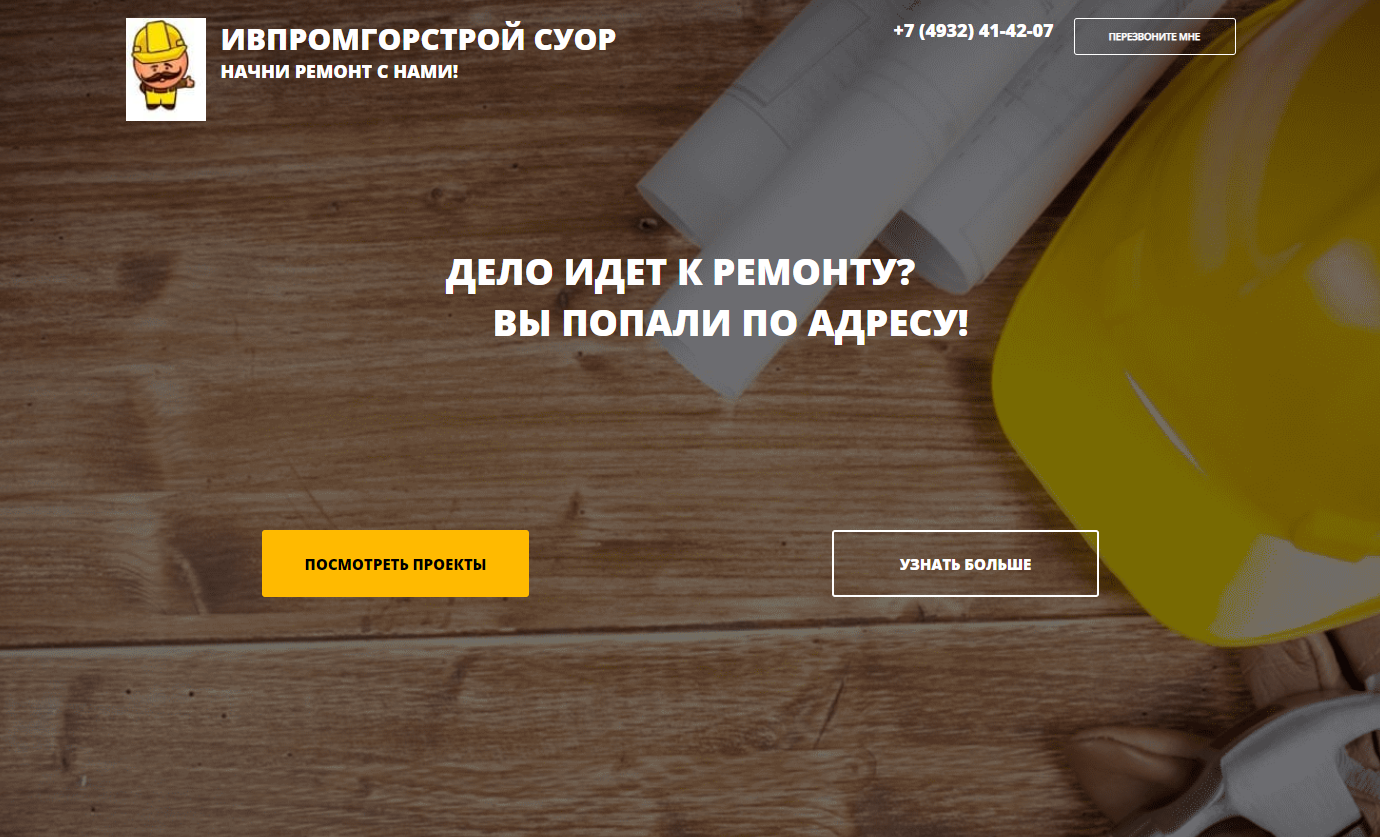 ИВПРОМГОРСТРОЙ СУОР
НАЧНИ РЕМОНТ С НАМИ!
+7 (4932) 41-42-07
ПЕРЕЗВОНИТЕ МНЕ
ДЕЛО ИДЕТ К РЕМОНТУ?
ВЫ ПОПАЛИ ПО АДРЕСУ!
ПОСМОТРЕТЬ ПРОЕКТЫ
УЗНАТЬ БОЛЬШЕ